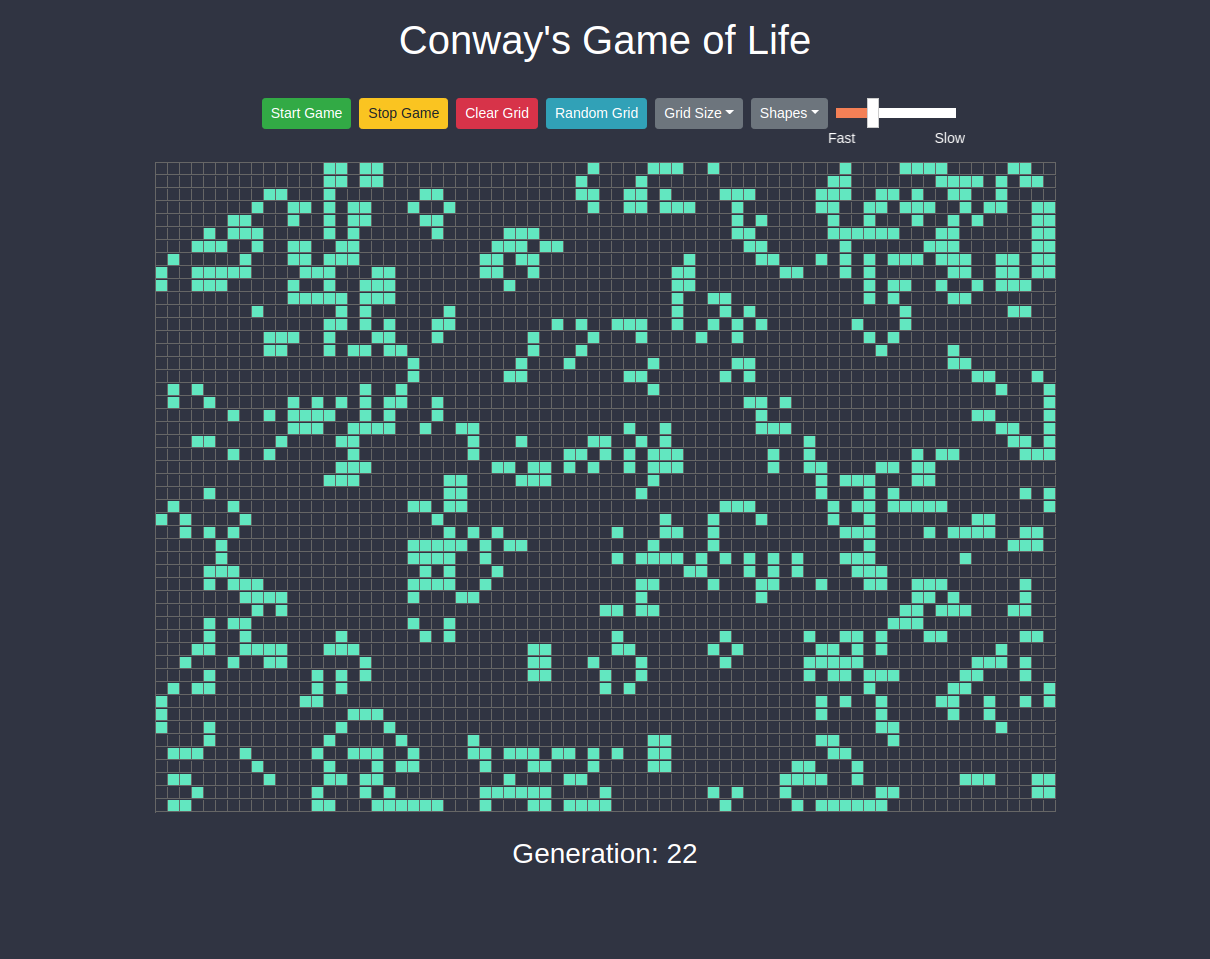 Conway's Game of Life
Start Game Stop Game Clear Grid Random Grid Grid Size Shapes
Fast Slow
Generation: 22